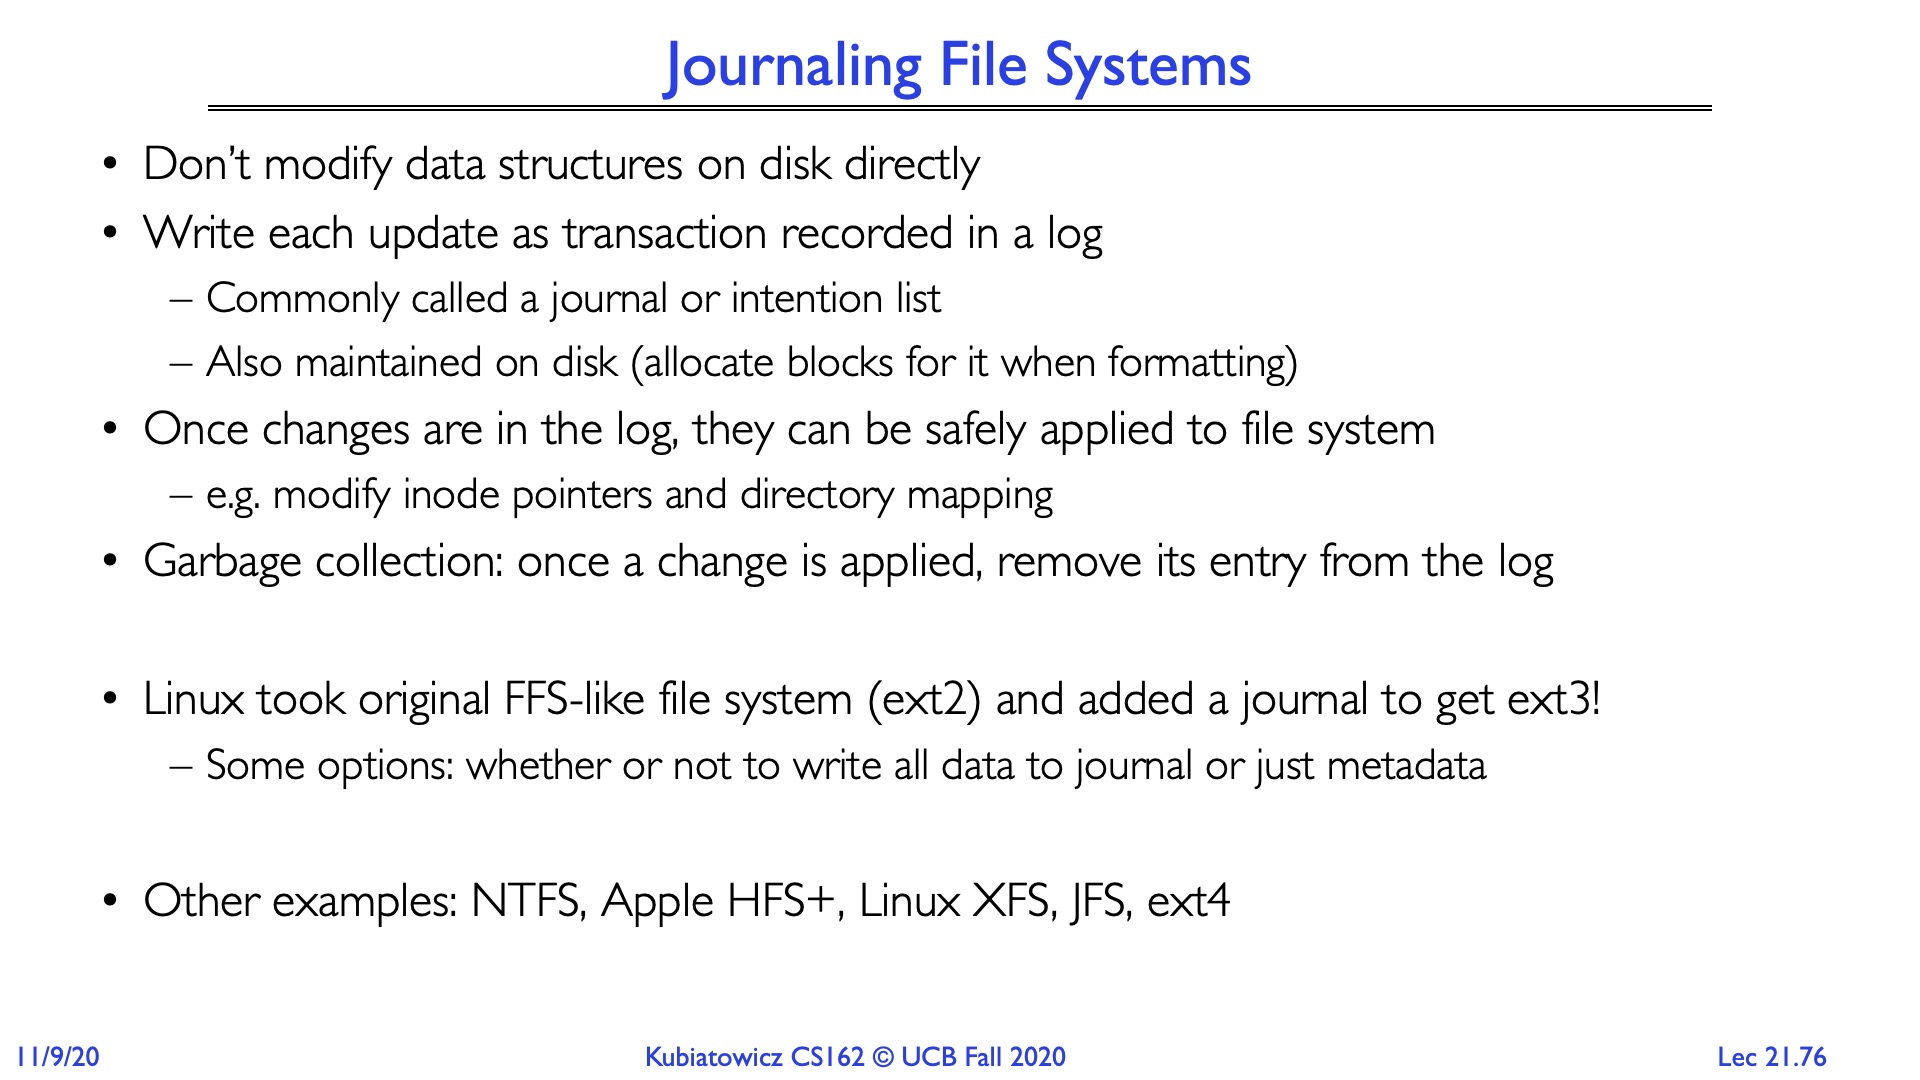 Journaling File Systems
• Don’t modify data structures on disk directly
• Write each update as transaction recorded in a log
– Commonly called a journal or intention list
– Also maintained on disk (allocate blocks for it when formatting)
• Once changes are in the log, they can be safely applied to file system
– e.g. modify inode pointers and directory mapping
• Garbage collection: once a change is applied, remove its entry from the log
• Linux took original FFS-like file system (ext2) and added a journal to get ext3!
– Some options: whether or not to write all data to journal or just metadata
• Other examples: NTFS, Apple HFS+, Linux XFS, JFS, ext4
11/9/20
Kubiatowicz CS162 © UCB Fall 2020
Lec 21.76